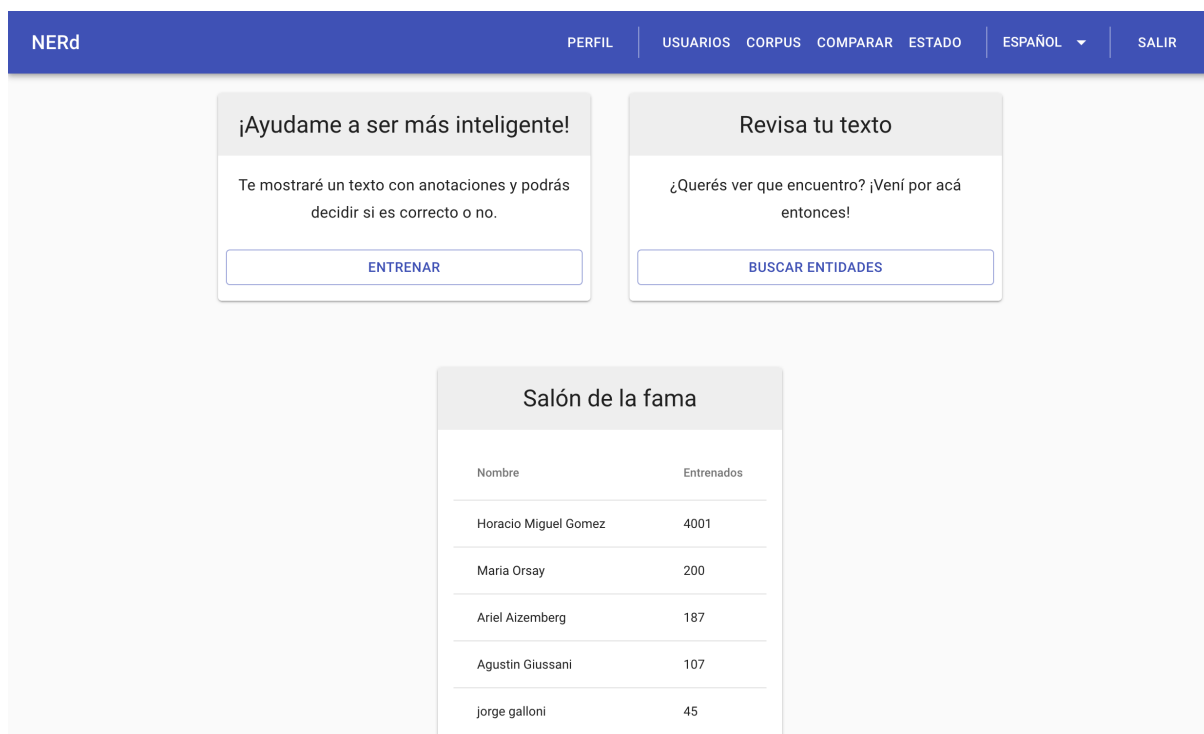 NERd PERFIL USUARIOS CORPUS COMPARAR ESTADO ESPAÑOL SALIR
¡Ayudame a ser más inteligente!
Te mostraré un texto con anotaciones y podrás
decidir si es correcto o no.
ENTRENAR
Revisa tu texto
¿Querés ver que encuentro? ¡Vení por acá
entonces!
BUSCAR ENTIDADES
Salón de la fama
Nombre Entrenados
Horacio Miguel Gomez 4001
Maria Orsay 200
Ariel Aizemberg 187
Agustin Giussani 107
jorge galloni 45